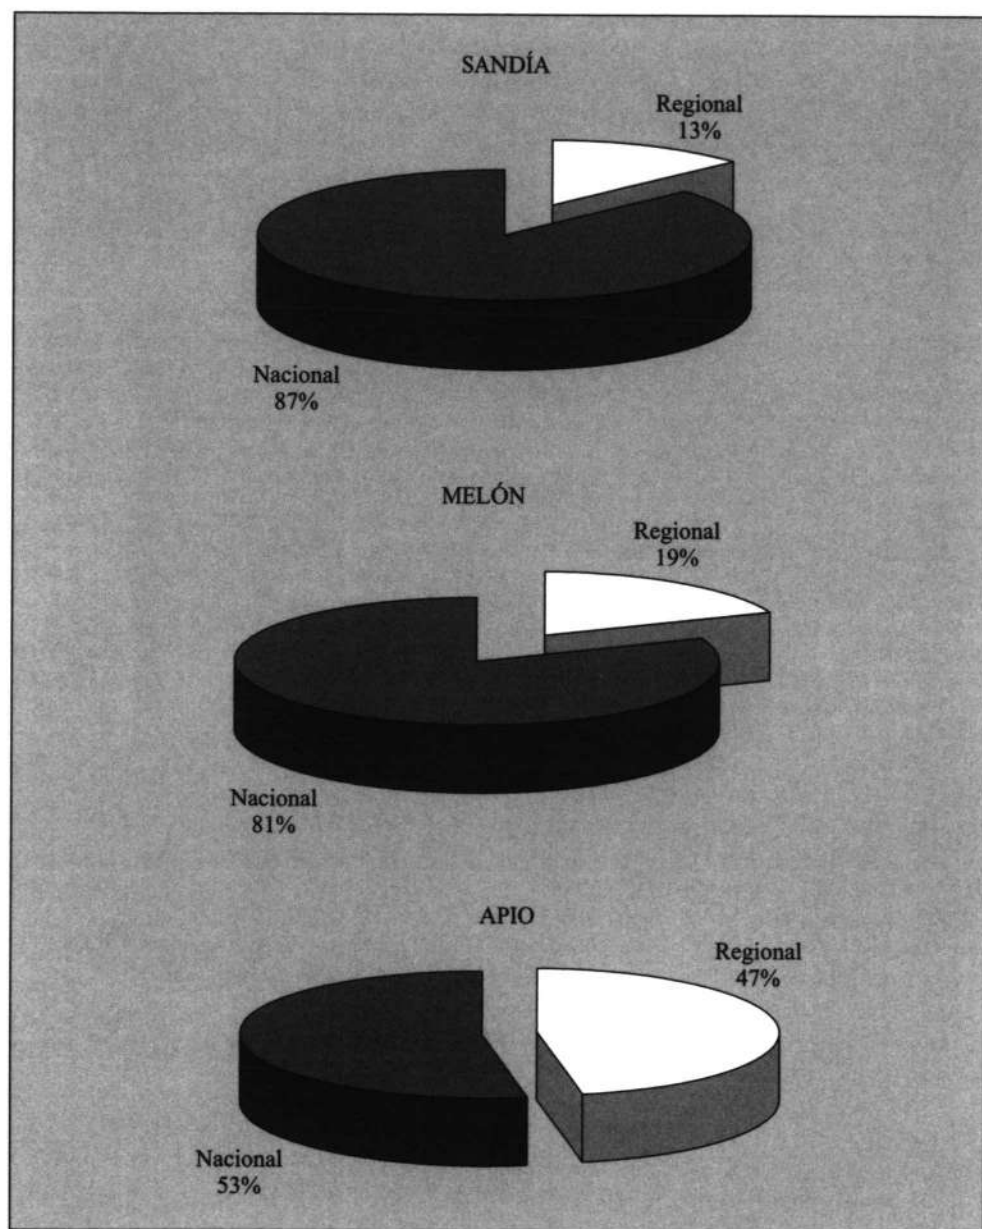 SANDÍA
Regional
13%
Nacional
87%
MELÓN
Regional
19%
Nacional
81%
APIO
Regional
47%
Nacional
53%